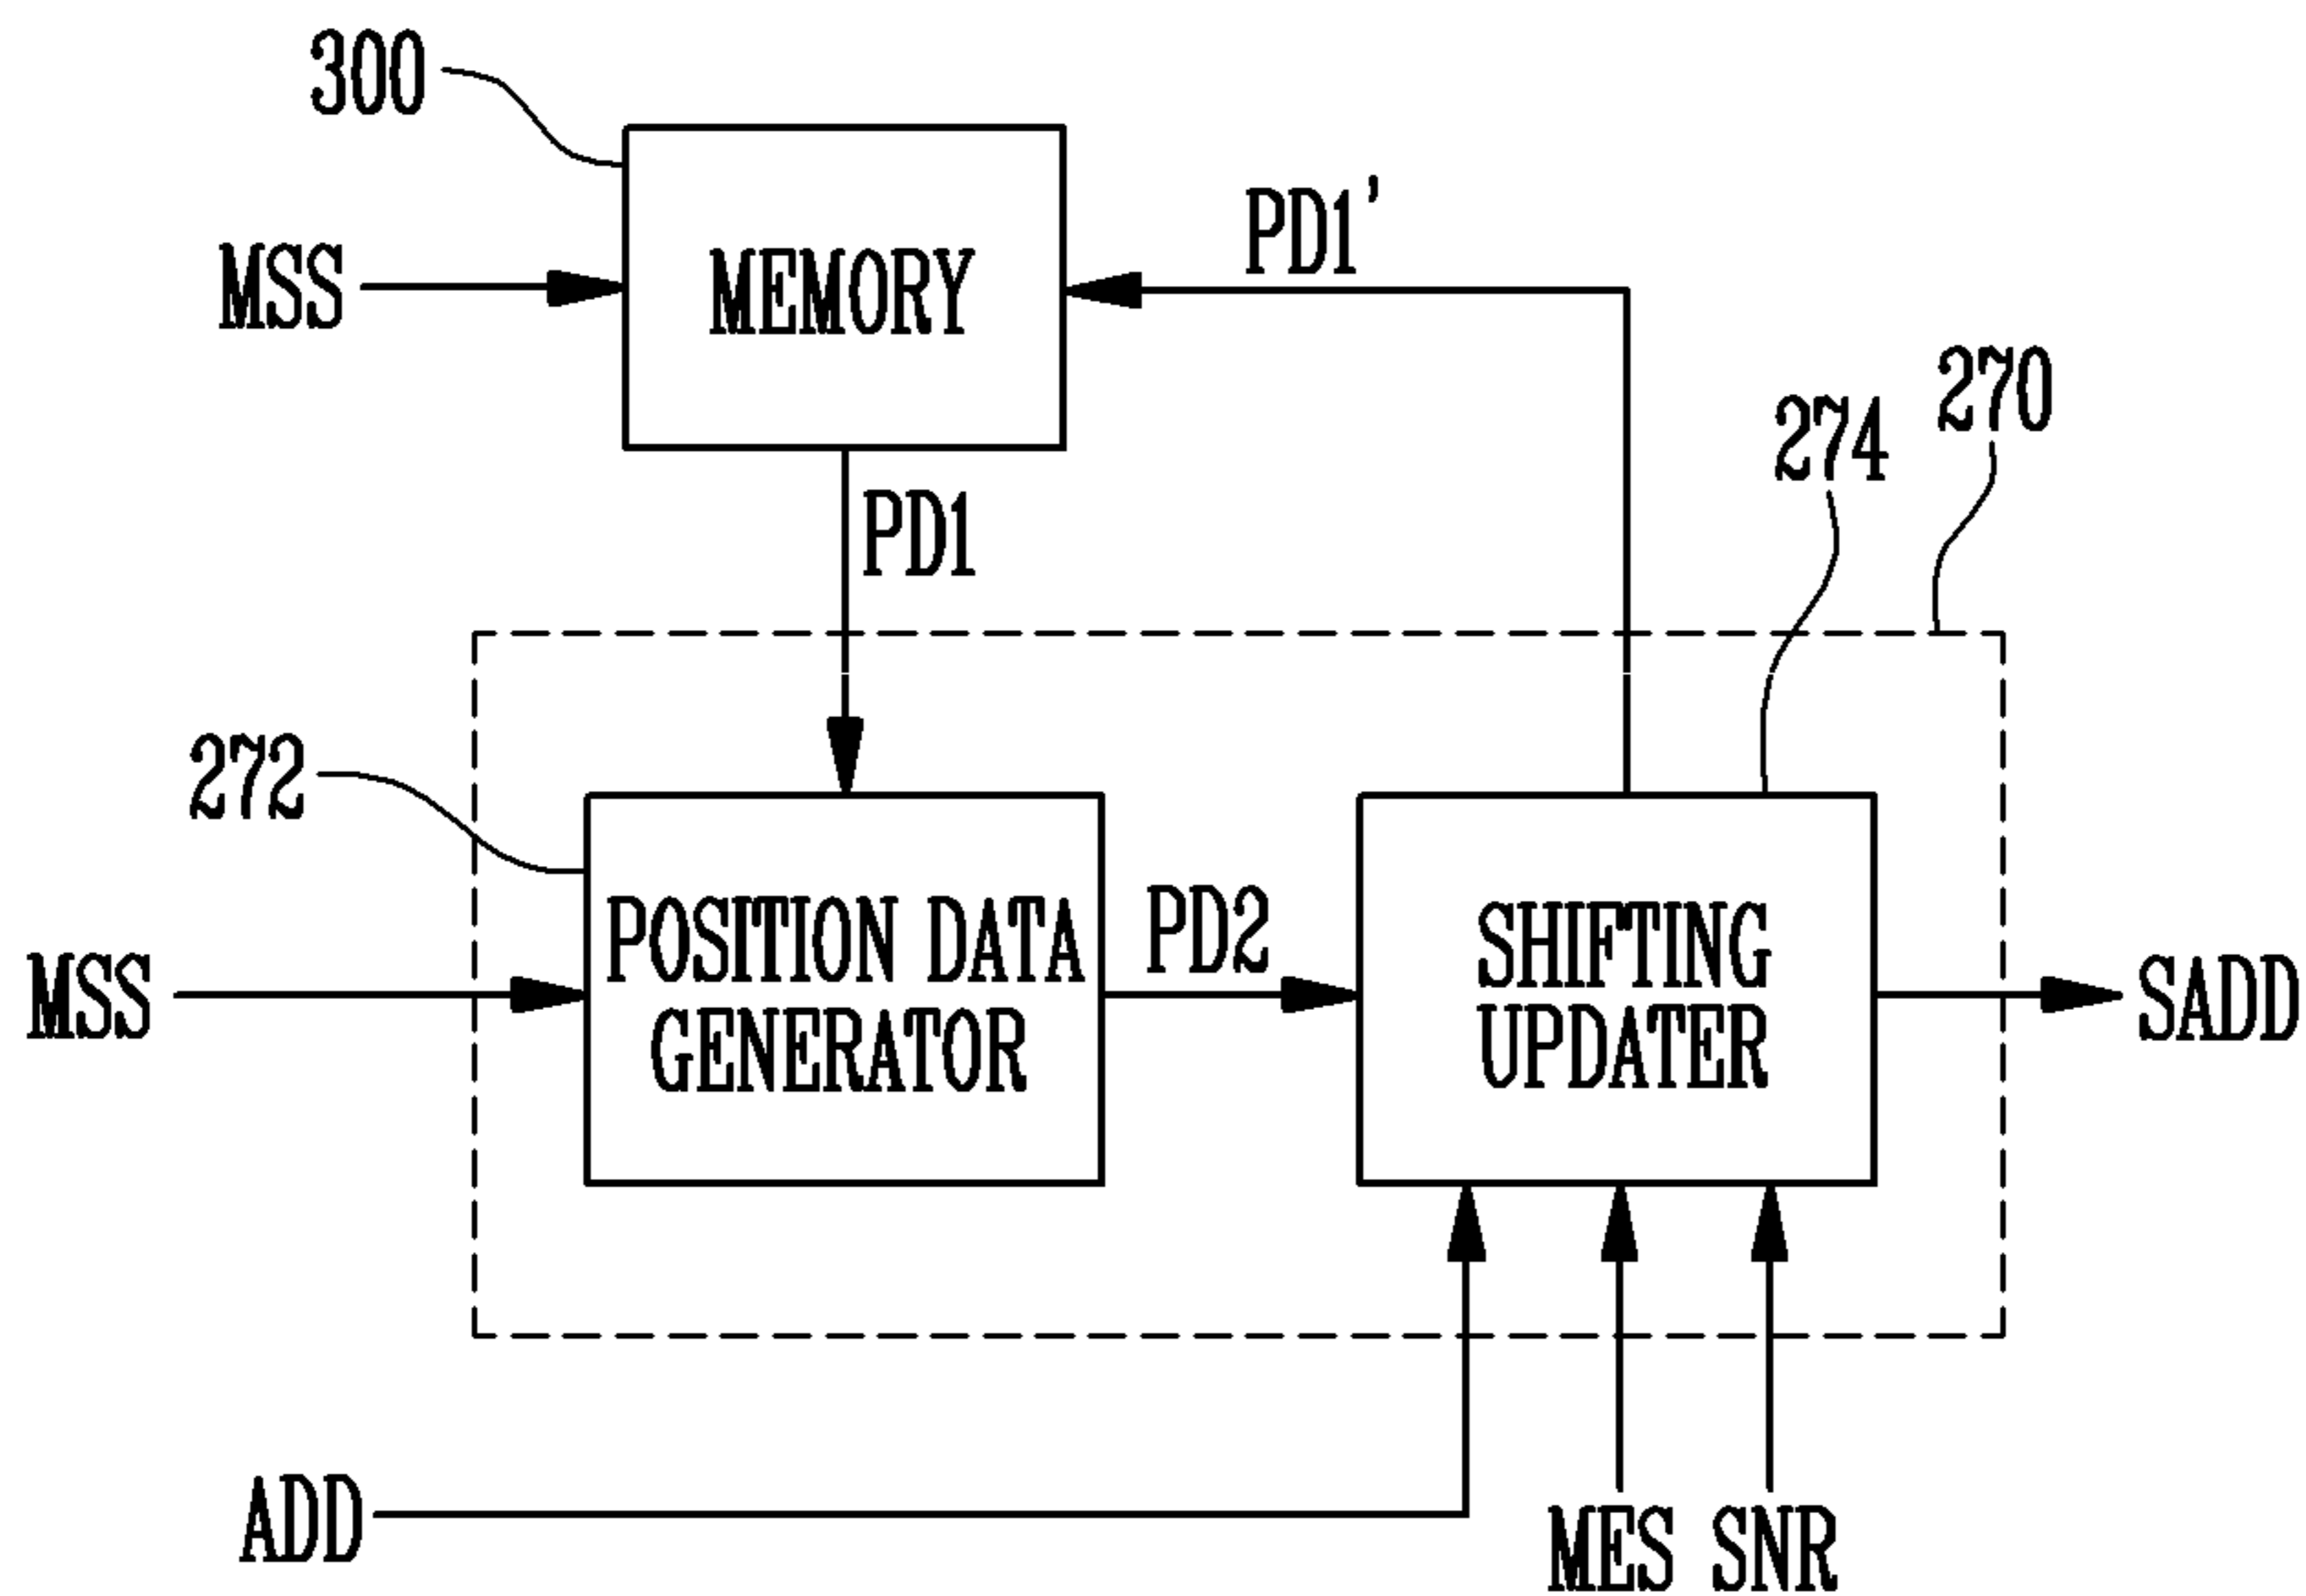 300
MSS
MEMORY
PD1'
270
274
PD1
272
POSITION DATA
GENERATOR
PD2
SHIFTING
UPDATER
MSS
SADD
ADD
MES SNR